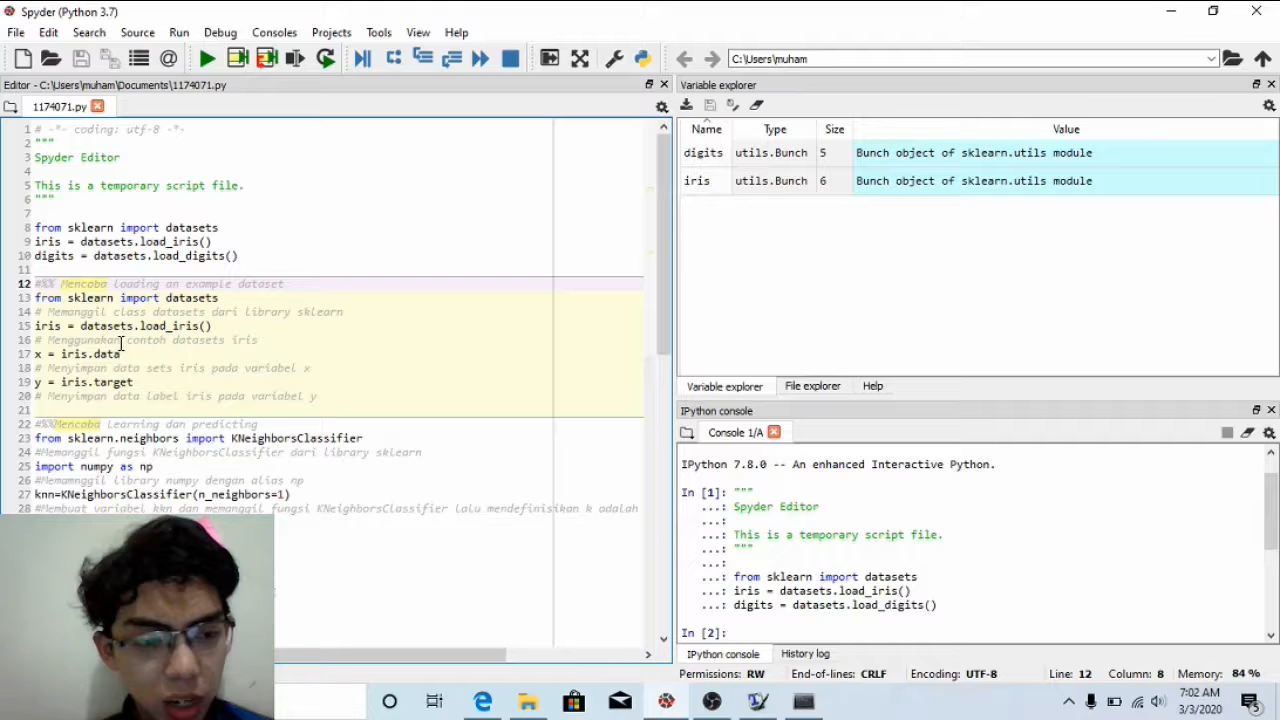 Spyder (Python 3.7)
File Edit Search Source Run Debug Consoles Projects Tools View Help
C:\Users\muham
Editor - C:\Users\muham\Documents\1174071.py
1174071.py
1 # -*- coding: utf-8 -*-
2 """
3 Spyder Editor
4
5 This is a temporary script file.
6 """
7
8 from sklearn import datasets
9 iris = datasets.load_iris()
10 digits = datasets.load_digits()
11
12 #%% Mencoba loading an example dataset
13 from sklearn import datasets
14 # Memanggil class datasets dari library sklearn
15 iris = datasets.load_iris()
16 # Menggunakan contoh datasets iris
17 x = iris.data
18 # Menyimpan data sets iris pada variabel x
19 y = iris.target
20 # Menyimpan data label iris pada variabel y
21
22 #%%Mencoba Learning dan predicting
23 from sklearn.neighbors import KNeighborsClassifier
24 #Memanggil fungsi KNeighborsClassifier dari library sklearn
25 import numpy as np
26 #Memamnggil library numpy dengan alias np
27 knn=KNeighborsClassifier(n_neighbors=1)
28 #Membuat variabel kkn dan memanggil fungsi KNeighborsClassifier lalu mendefinisikan k adalah
Variable explorer
Name Type Size Value
digits utils.Bunch 5 Bunch object of sklearn.utils module
iris utils.Bunch 6 Bunch object of sklearn.utils module
Variable explorer File explorer Help
IPython console
Console 1/A
IPython 7.8.0 -- An enhanced Interactive Python.
In [1]: """
...: Spyder Editor
...:
...: This is a temporary script file.
...: """
...:
...: from sklearn import datasets
...: iris = datasets.load_iris()
...: digits = datasets.load_digits()
In [2]:
IPython console History log
Permissions: RW End-of-lines: CRLF Encoding: UTF-8 Line: 12 Column: 8 Memory: 84 %
7:02 AM
3/3/2020
5